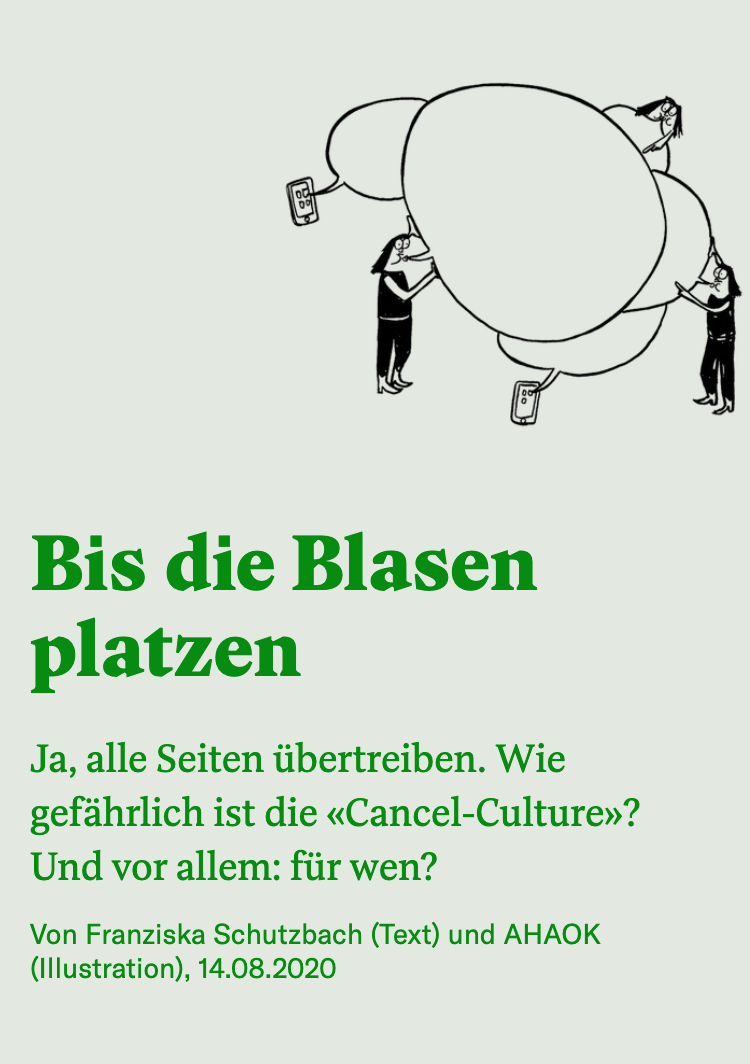 Bis die Blasen
platzen
Ja, alle Seiten übertreiben. Wie
gefährlich ist die «Cancel-Culture»?
Und vor allem: für wen?
Von Franziska Schutzbach (Text) und AHAOK
(Illustration), 14.08.2020